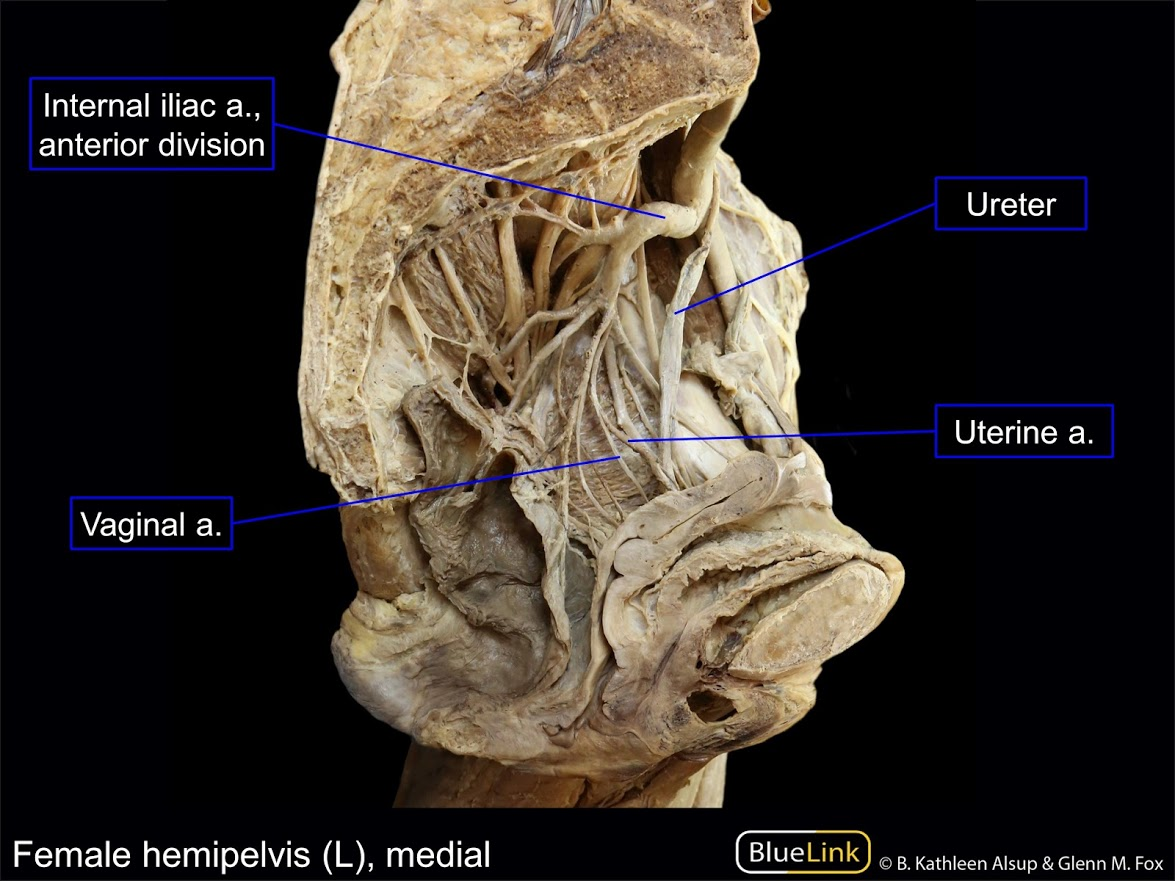 Internal iliac a.,
anterior division
Ureter
Uterine a.
Vaginal a.
Female hemipelvis (L), medial
BlueLink
© B. Kathleen Alsup & Glenn M. Fox